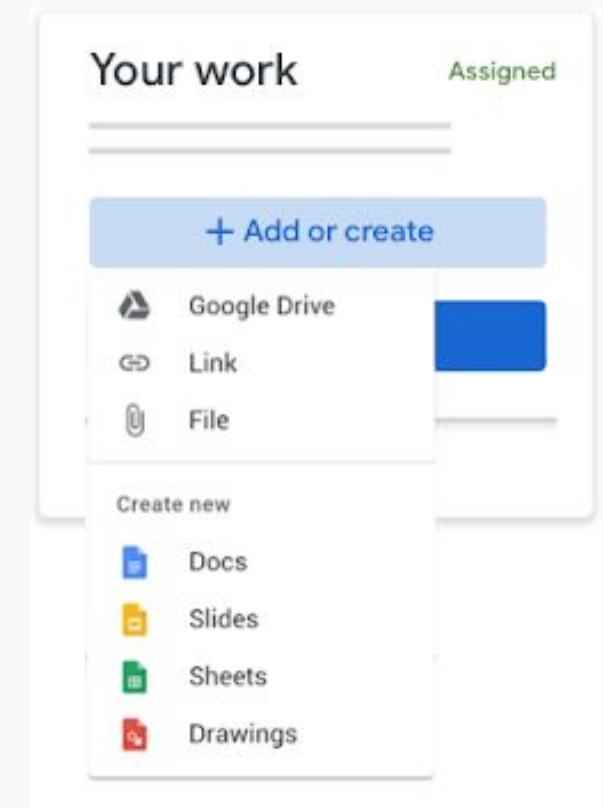 Your work
Assigned
+ Add or create
Google Drive
Link
File
Create new
Docs
Slides
Sheets
Drawings